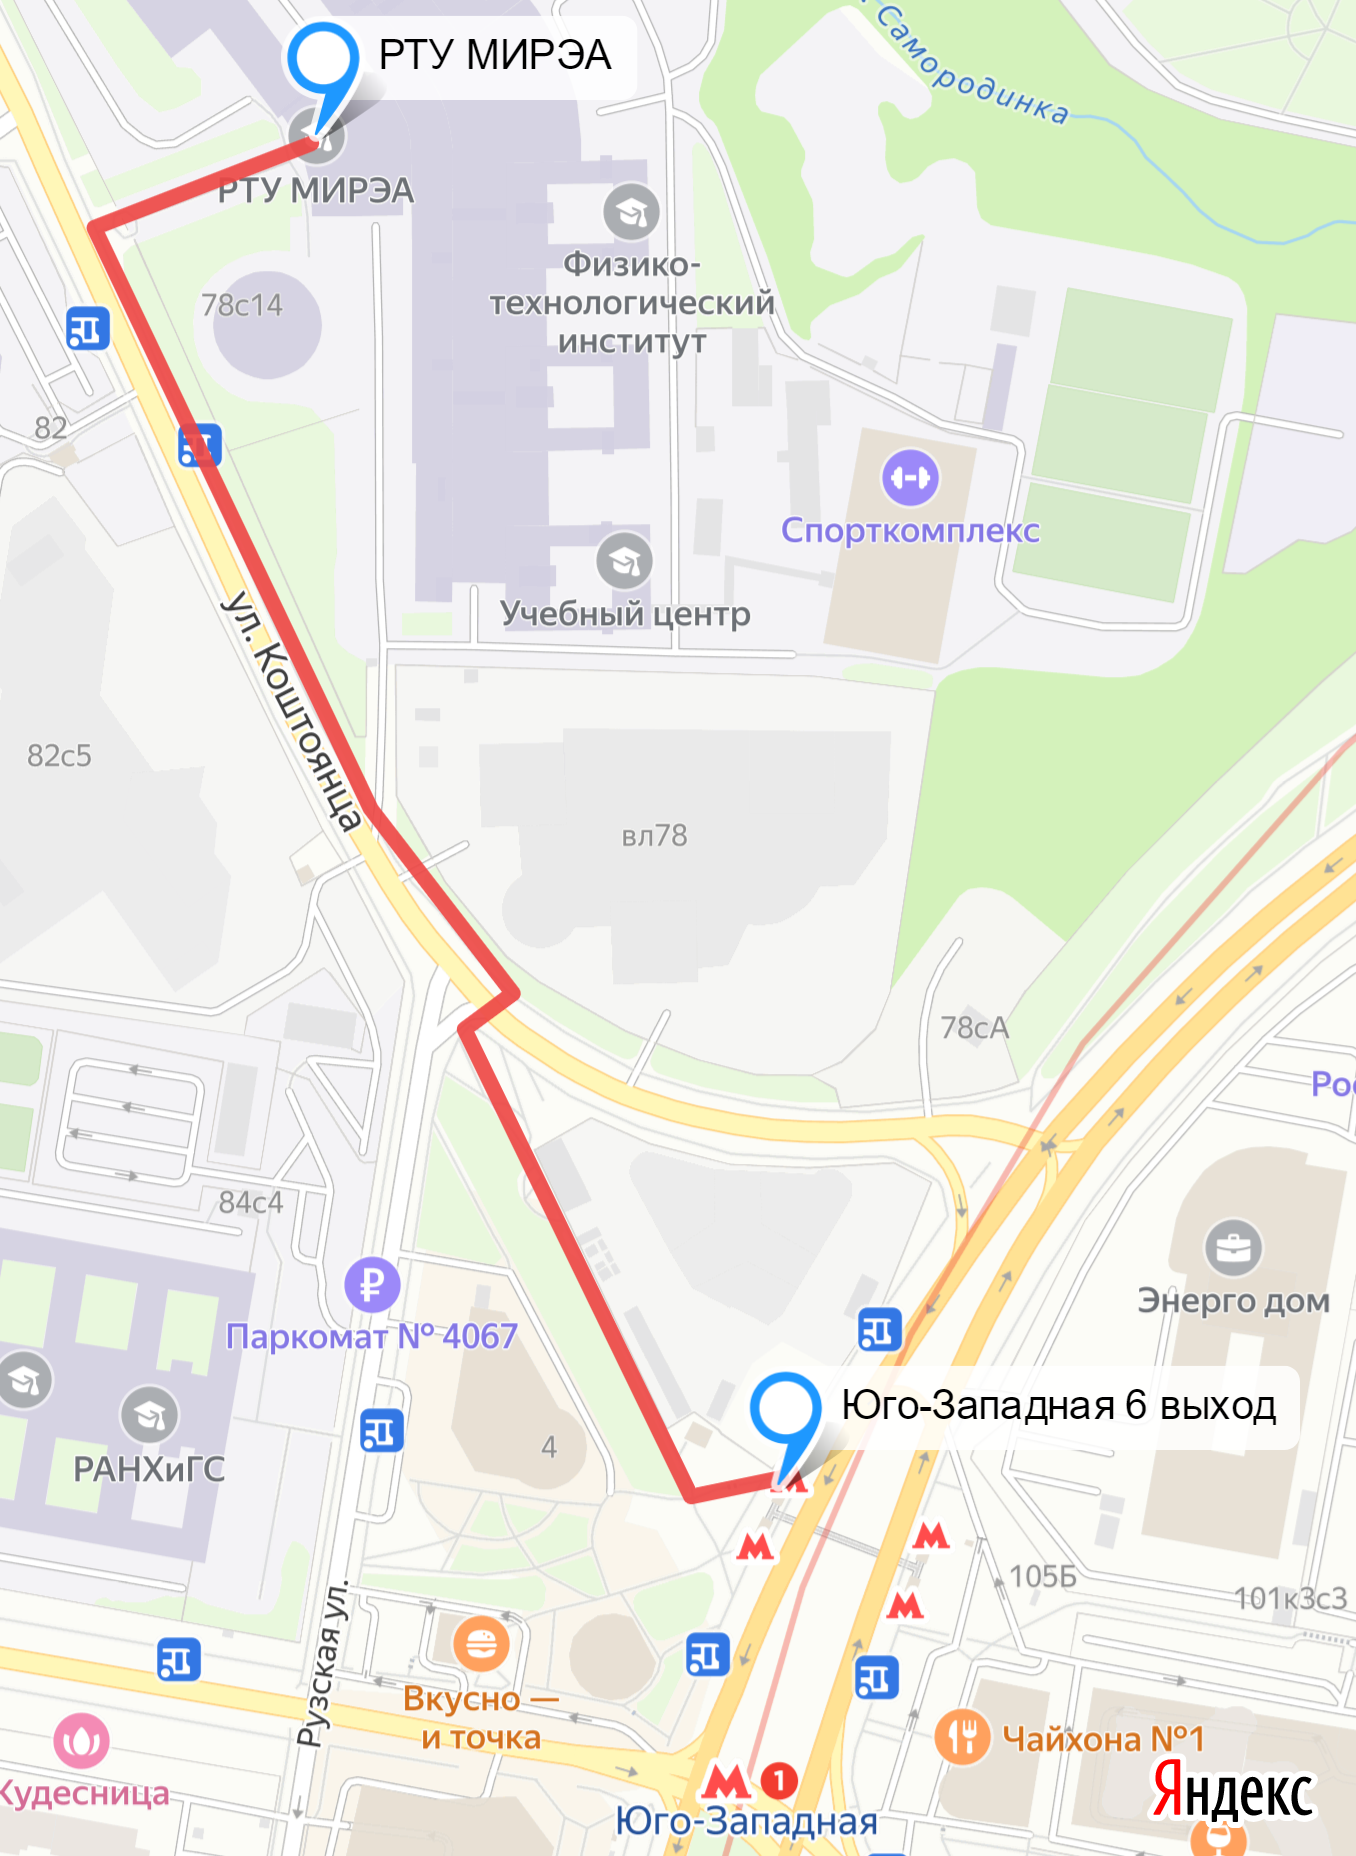 Самородинка
РТУ МИРЭА
РТУ МИРЭА
Физико-
технологический
институт
78с14
82
Спорткомплекс
Учебный центр
ул. Коштоянца
82с5
вл78
78сА
84с4
Паркомат № 4067
Энерго дом
РАНХиГС
4
Юго-Западная 6 выход
М
М
М
М
105Б
101к3с3
Рузская ул.
Вкусно —
и точка
Чайхона №1
Кудесница
М 1
Юго-Западная
Яндекс